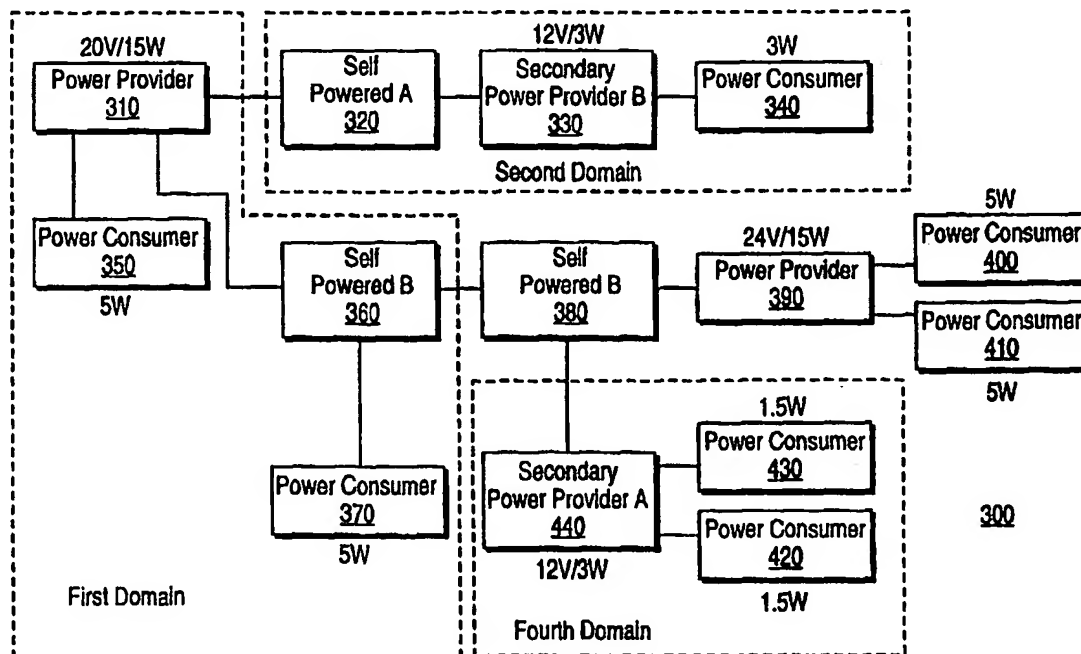 20V/15W
Power Provider
310
Self
Powered A
320
12V/3W
Secondary
Power Provider B
330
3W
Power Consumer
340
Second Domain
Power Consumer
350
5W
Self
Powered B
360
Self
Powered B
380
24V/15W
Power Provider
390
5W
Power Consumer
400
Power Consumer
410
5W
Power Consumer
370
5W
First Domain
Secondary
Power Provider A
440
12V/3W
1.5W
Power Consumer
430
Power Consumer
420
1.5W
Fourth Domain
300